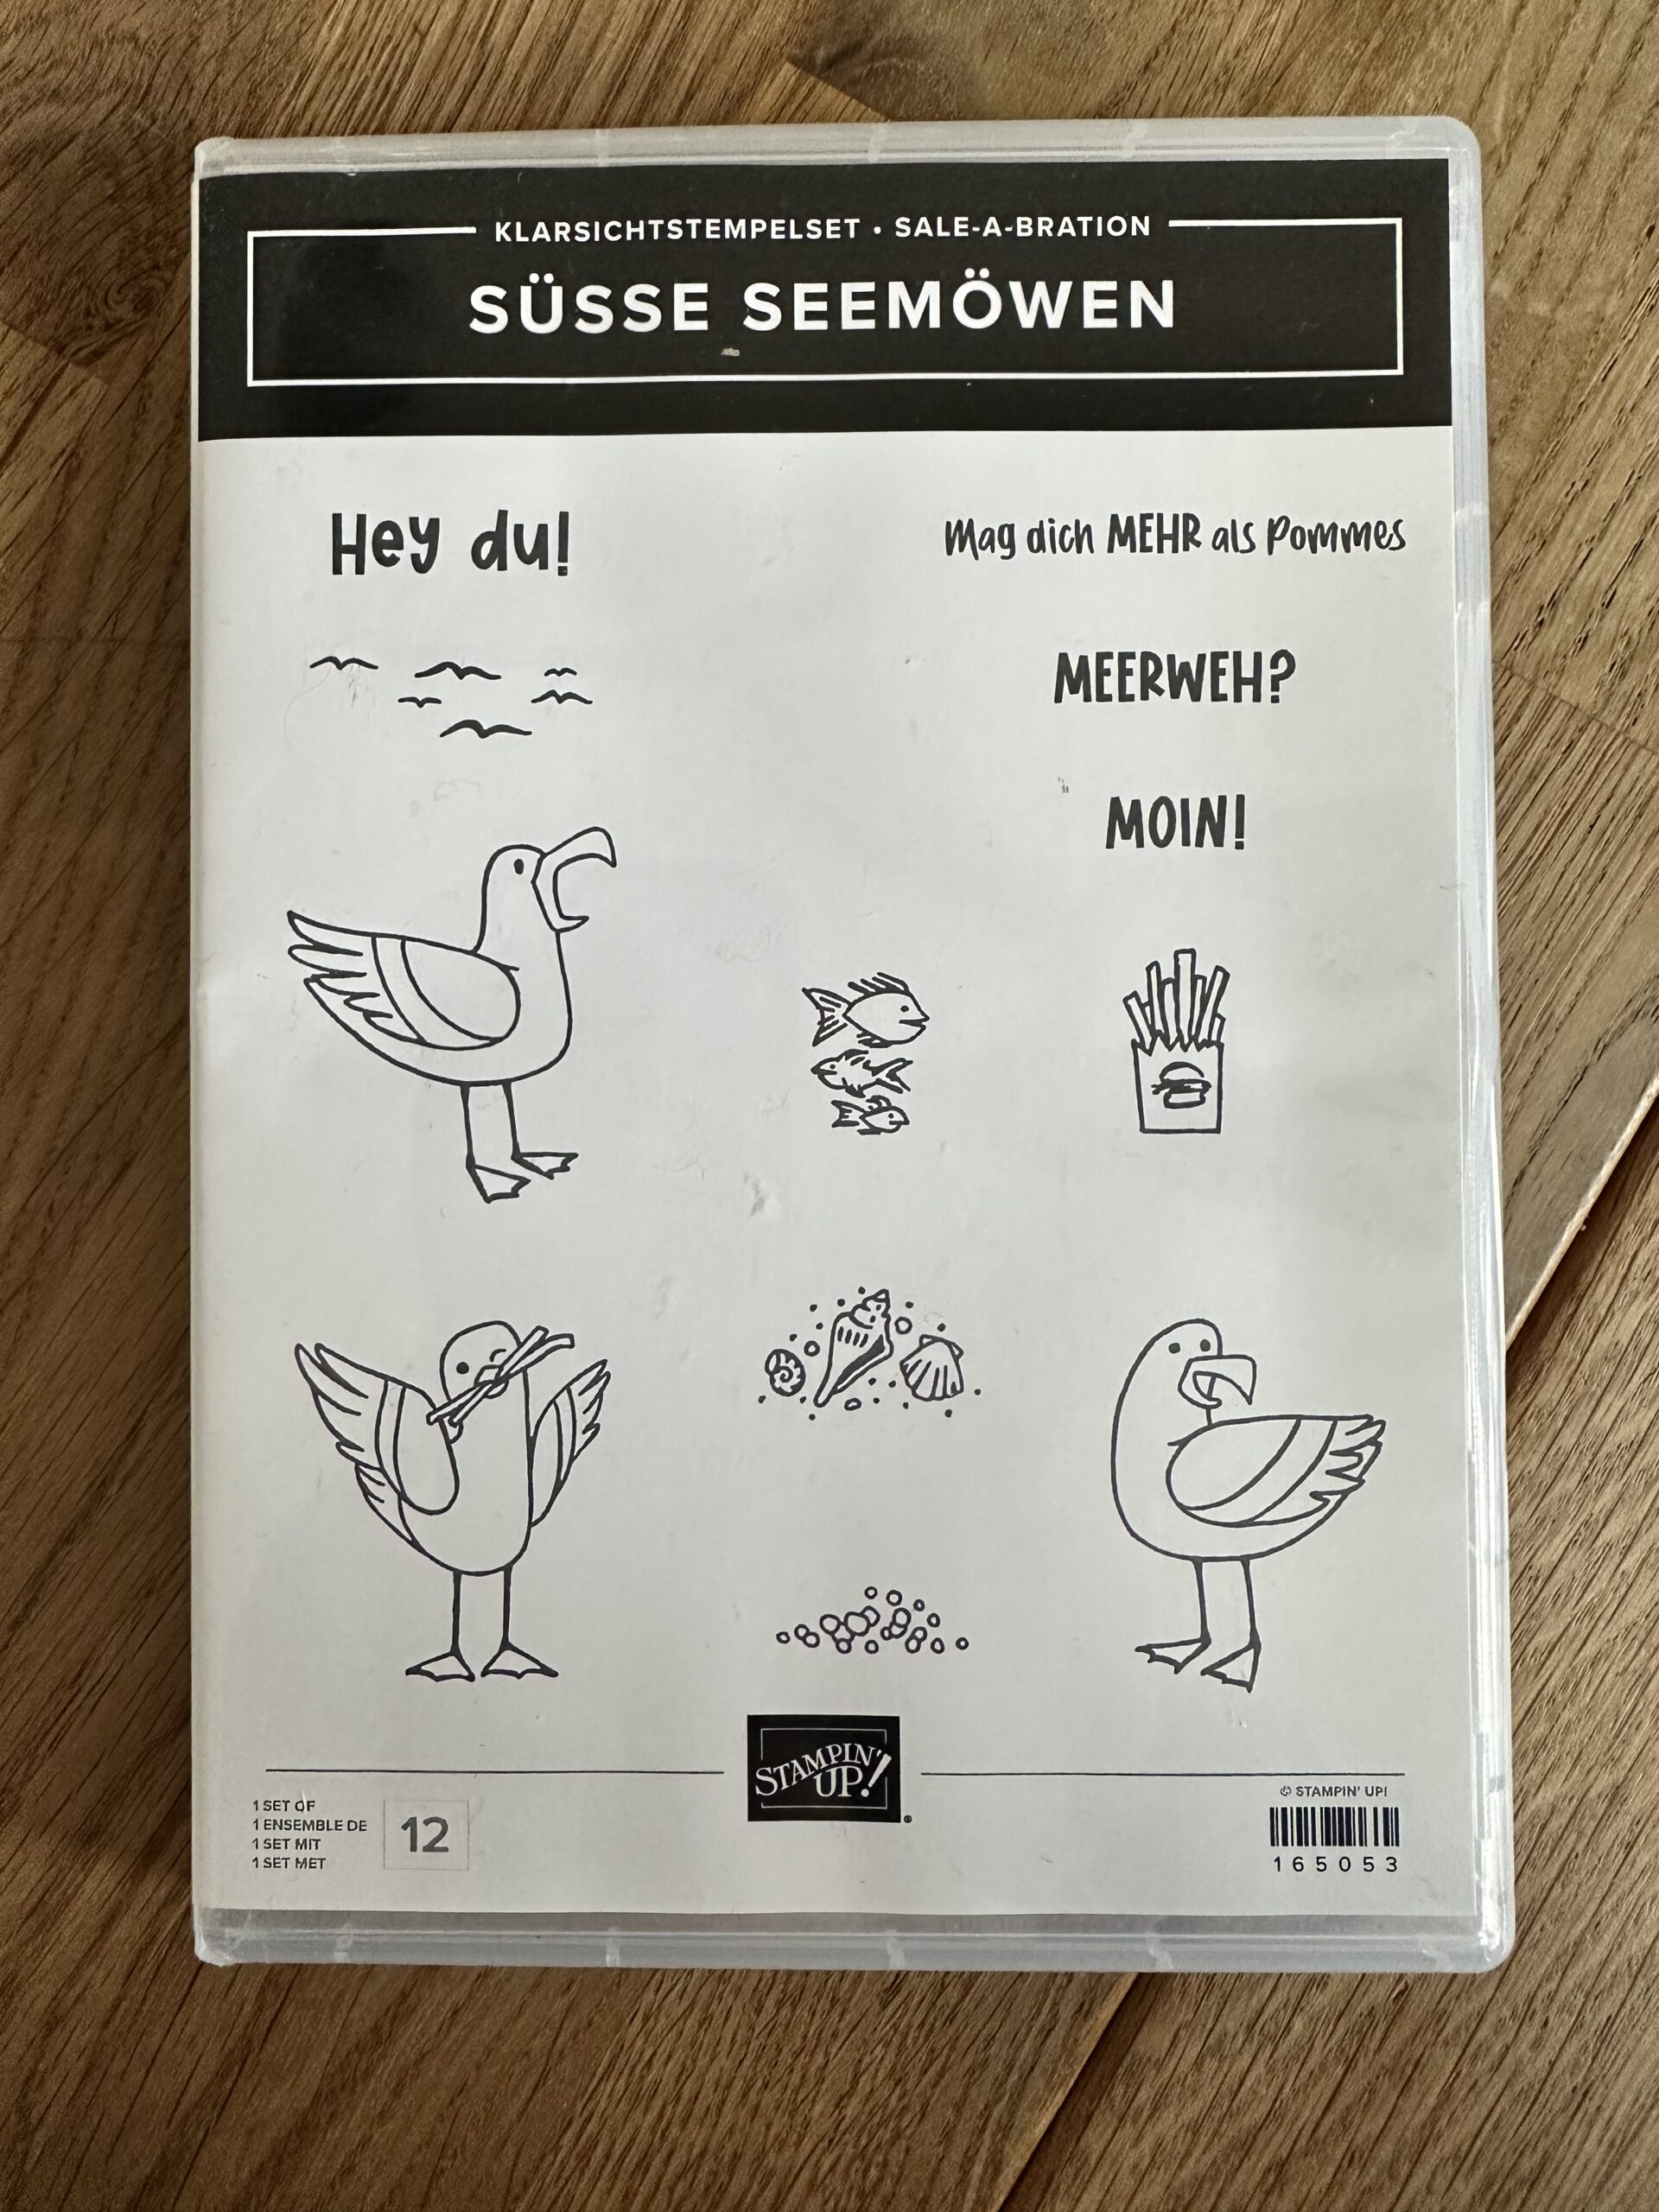 KLARSICHTSTEMPELSET • SALE-A-BRATION
SÜSSE SEEMÖWEN
Hey du!
Mag dich MEHR als Pommes
MEERWEH?
MOIN!
STAMPIN' UP!®
1 SET OF
1 ENSEMBLE DE
1 SET MIT
1 SET MET
12
© STAMPIN' UP!
165053